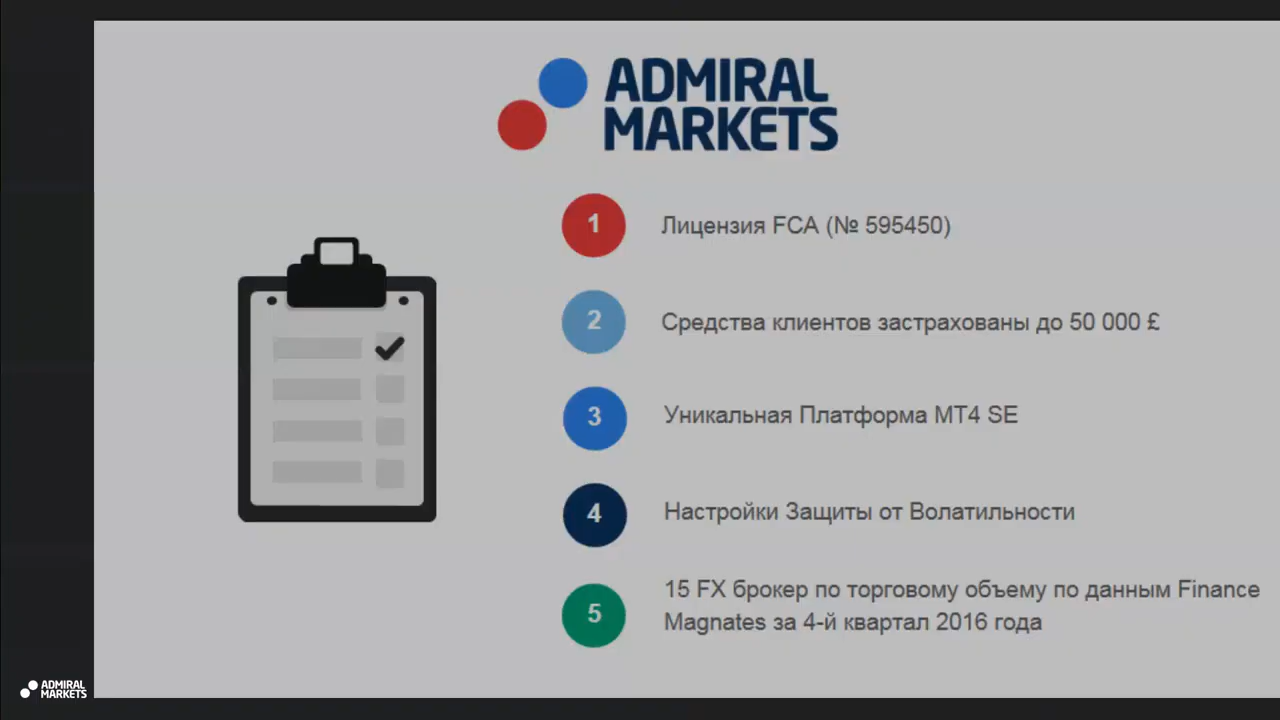 ADMIRAL
MARKETS
1
Лицензия FCA (№ 595450)
2
Средства клиентов застрахованы до 50 000 £
3
Уникальная Платформа MT4 SE
4
Настройки Защиты от Волатильности
5
15 FX брокер по торговому объему по данным Finance
Magnates за 4-й квартал 2016 года
ADMIRAL
MARKETS